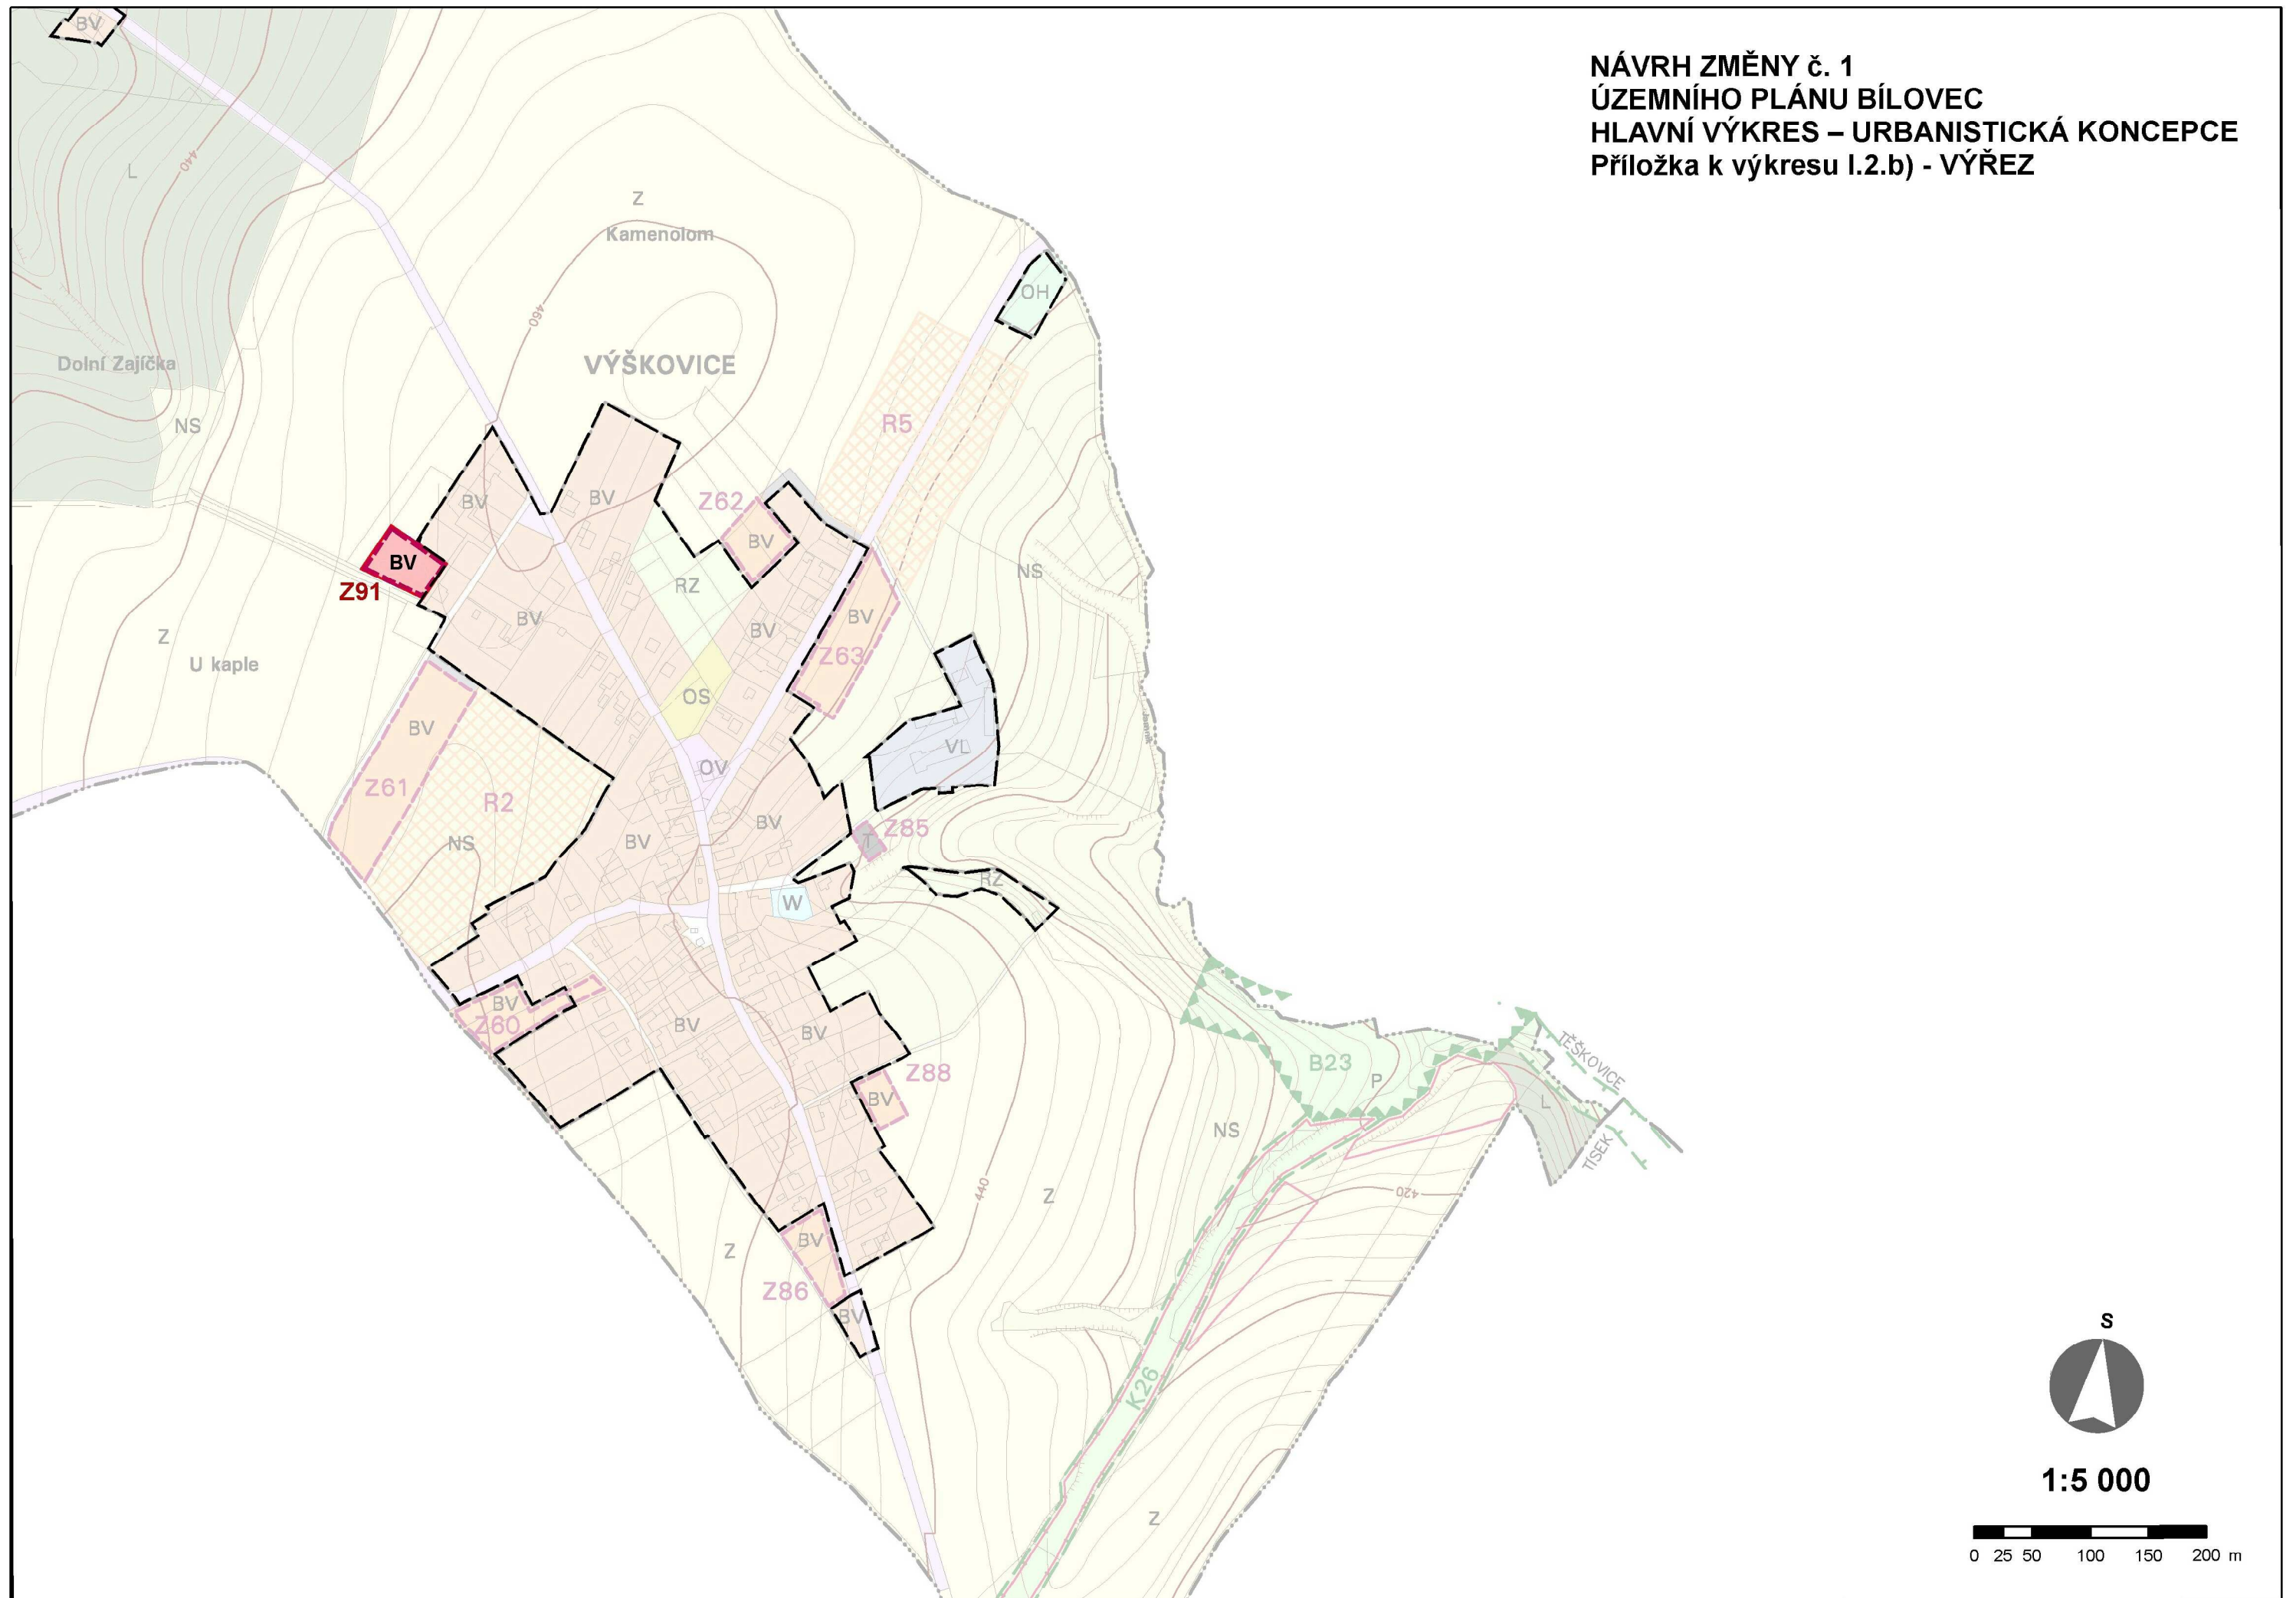 NÁVRH ZMĚNY č. 1
ÚZEMNÍHO PLÁNU BÍLOVEC
HLAVNÍ VÝKRES – URBANISTICKÁ KONCEPCE
Příložka k výkresu I.2.b) - VÝŘEZ
BV
440
L
Z
Kamenolom
OH
460
Dolní Zajíčka
VÝŠKOVICE
NS
R5
BV
BV
Z62
BV
BV
Z91
NS
RZ
BV
BV
BV
Z
U kaple
Z63
OS
BV
VL
OV
Z61
R2
BV
Z85
NS
BV
T
RZ
W
BV
Z60
BV
BV
TĚŠKOVICE
B23
Z88
P
BV
L
NS
TÍSEK
440
Z
420
BV
Z
Z86
BV
K26
Z
S
1:5 000
0 25 50 100 150 200 m